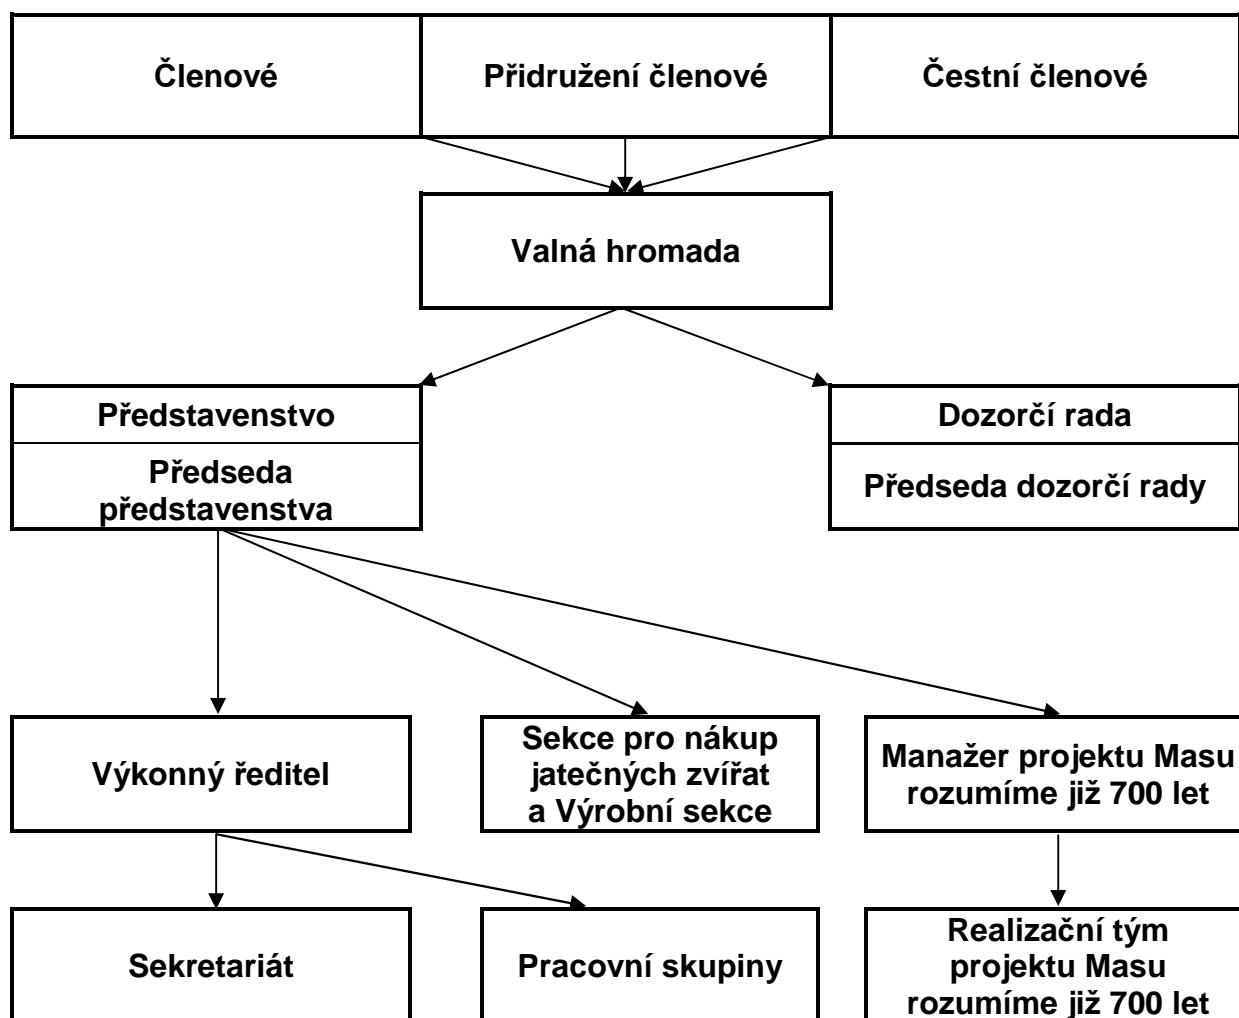 Členové
Přidružení členové
Čestní členové
Valná hromada
Představenstvo
Předseda
představenstva
Dozorčí rada
Předseda dozorčí rady
Výkonný ředitel
Sekce pro nákup
jatečných zvířat
a Výrobní sekce
Manažer projektu Masu
rozumíme již 700 let
Sekretariát
Pracovní skupiny
Realizační tým
projektu Masu
rozumíme již 700 let